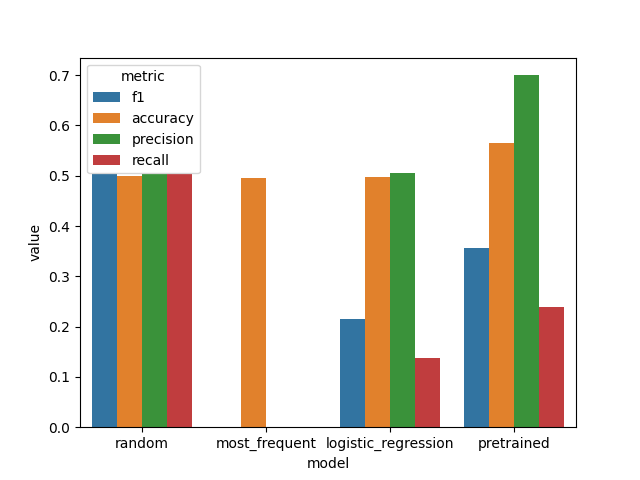 metric
f1
accuracy
precision
recall
0.7
0.6
0.5
0.4
0.3
0.2
0.1
0.0
value
random most_frequent logistic_regression pretrained
model